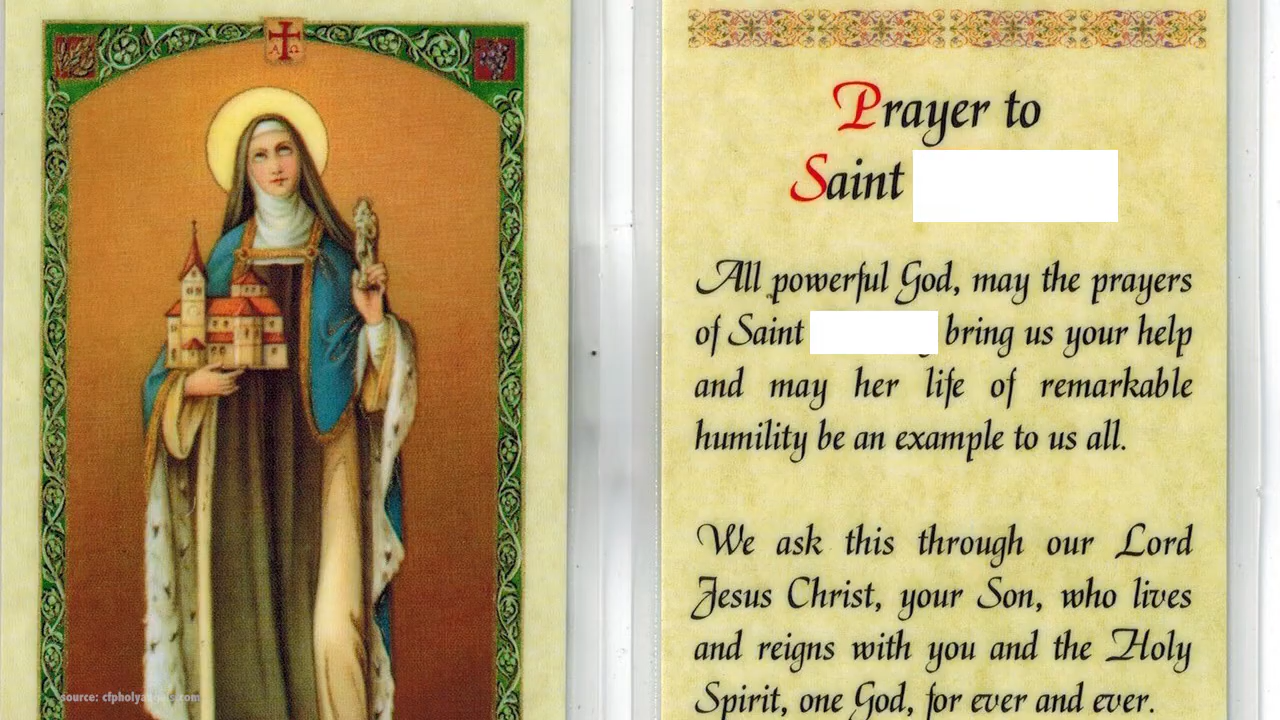 Α Ω
Prayer to
Saint
All powerful God, may the prayers
of Saint bring us your help
and may her life of remarkable
humility be an example to us all.
We ask this through our Lord
Jesus Christ, your Son, who lives
and reigns with you and the Holy
Spirit, one God, for ever and ever.